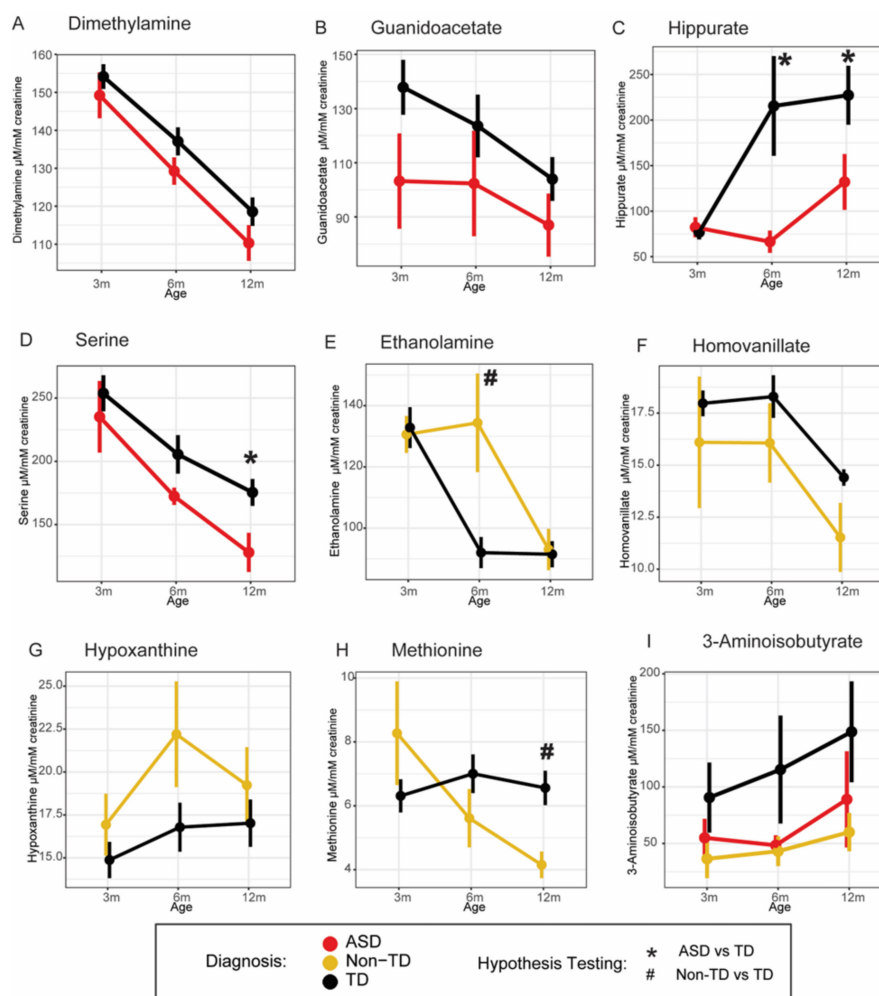 A Dimethylamine
Dimethylamine µM/mM creatinine
160
150
140
130
120
110
3m 6m 12m
Age
B Guanidoacetate
Guanidoacetate µM/mM creatinine
150
130
110
90
3m 6m 12m
Age
C Hippurate
Hippurate µM/mM creatinine
250
200
150
100
50
* *
3m 6m 12m
Age
D Serine
Serine µM/mM creatinine
250
200
150
*
3m 6m 12m
Age
E Ethanolamine
Ethanolamine µM/mM creatinine
140
120
100
#
3m 6m 12m
Age
F Homovanillate
Homovanillate µM/mM creatinine
17.5
15.0
12.5
10.0
3m 6m 12m
Age
G Hypoxanthine
Hypoxanthine µM/mM creatinine
25.0
22.5
20.0
17.5
15.0
3m 6m 12m
Age
H Methionine
Methionine µM/mM creatinine
10
8
6
4
#
3m 6m 12m
Age
I 3-Aminoisobutyrate
3-Aminoisobutyrate µM/mM creatinine
200
150
100
50
3m 6m 12m
Age
Diagnosis:
ASD
Non-TD
TD
Hypothesis Testing:
* ASD vs TD
# Non-TD vs TD